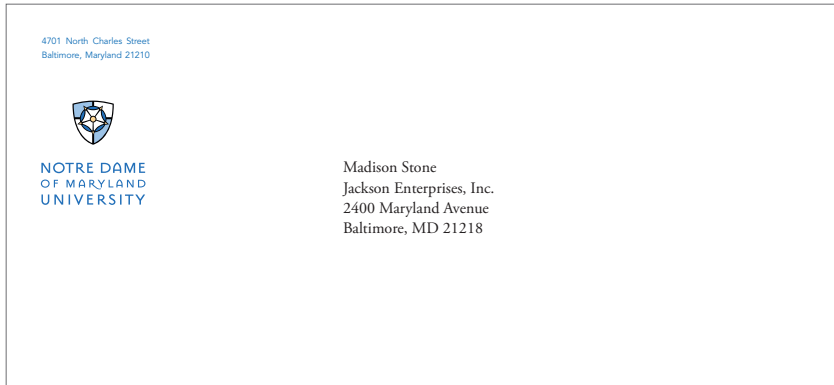 4701 North Charles Street
Baltimore, Maryland 21210
NOTRE DAME
OF MARYLAND
UNIVERSITY
Madison Stone
Jackson Enterprises, Inc.
2400 Maryland Avenue
Baltimore, MD 21218